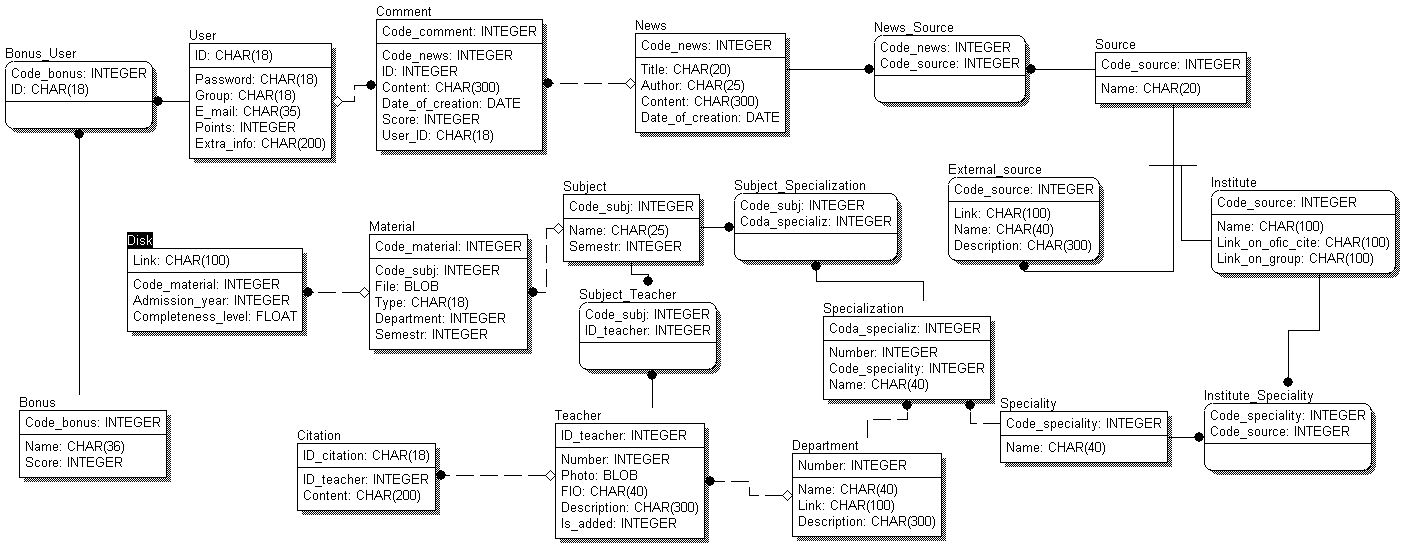 Bonus_User
Code_bonus: INTEGER
ID: CHAR(18)
User
ID: CHAR(18)
Password: CHAR(18)
Group: CHAR(18)
E_mail: CHAR(35)
Points: INTEGER
Extra_info: CHAR(200)
Comment
Code_comment: INTEGER
Code_news: INTEGER
ID: INTEGER
Content: CHAR(300)
Date_of_creation: DATE
Score: INTEGER
User_ID: CHAR(18)
News
Code_news: INTEGER
Title: CHAR(20)
Author: CHAR(25)
Content: CHAR(300)
Date_of_creation: DATE
News_Source
Code_news: INTEGER
Code_source: INTEGER
Source
Code_source: INTEGER
Name: CHAR(20)
Disk
Link: CHAR(100)
Code_material: INTEGER
Admission_year: INTEGER
Completeness_level: FLOAT
Material
Code_material: INTEGER
Code_subj: INTEGER
File: BLOB
Type: CHAR(18)
Department: INTEGER
Semestr: INTEGER
Subject
Code_subj: INTEGER
Name: CHAR(25)
Semestr: INTEGER
Subject_Specialization
Code_subj: INTEGER
Coda_specializ: INTEGER
External_source
Code_source: INTEGER
Link: CHAR(100)
Name: CHAR(40)
Description: CHAR(300)
Institute
Code_source: INTEGER
Name: CHAR(100)
Link_on_ofic_cite: CHAR(100)
Link_on_group: CHAR(100)
Subject_Teacher
Code_subj: INTEGER
ID_teacher: INTEGER
Specialization
Coda_specializ: INTEGER
Number: INTEGER
Code_speciality: INTEGER
Name: CHAR(40)
Bonus
Code_bonus: INTEGER
Name: CHAR(36)
Score: INTEGER
Citation
ID_citation: CHAR(18)
ID_teacher: INTEGER
Content: CHAR(200)
Teacher
ID_teacher: INTEGER
Number: INTEGER
Photo: BLOB
FIO: CHAR(40)
Description: CHAR(300)
Is_added: INTEGER
Department
Number: INTEGER
Name: CHAR(40)
Link: CHAR(100)
Description: CHAR(300)
Speciality
Code_speciality: INTEGER
Name: CHAR(40)
Institute_Speciality
Code_speciality: INTEGER
Code_source: INTEGER